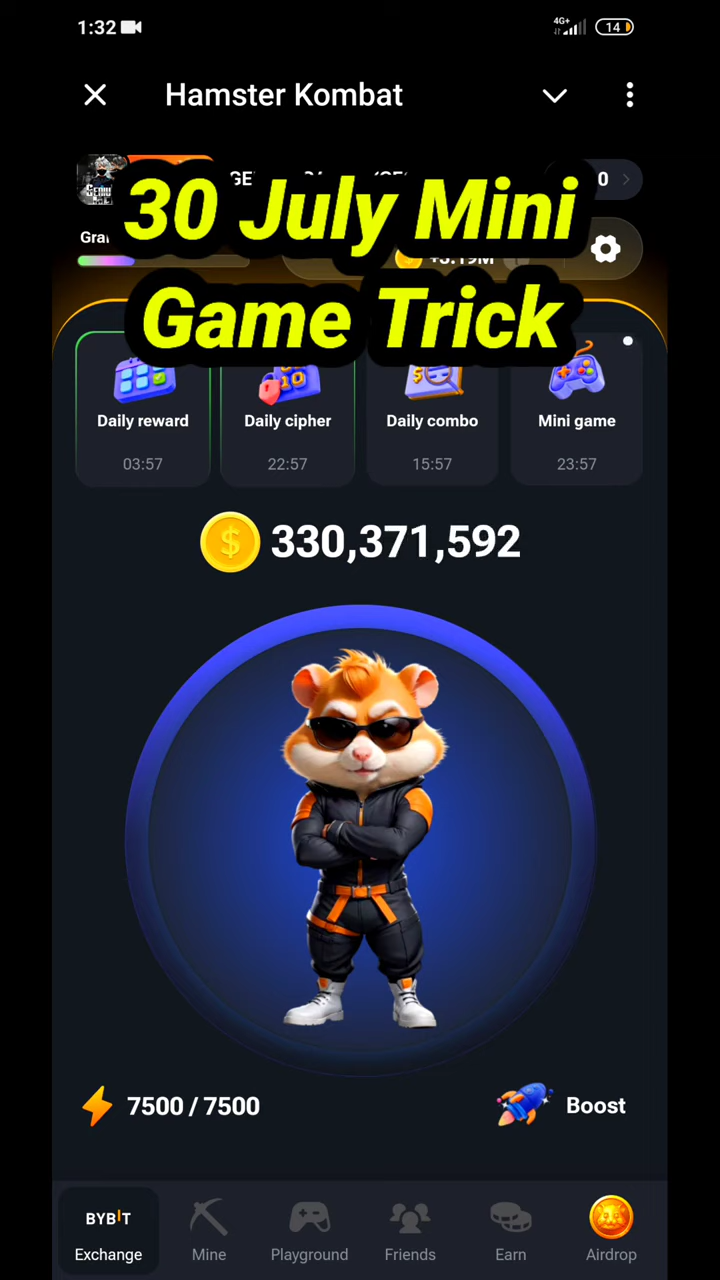 1:32
4G+
14
Hamster Kombat
0
30 July Mini
Game Trick
Daily reward
Daily cipher
Daily combo
Mini game
03:57
22:57
15:57
23:57
330,371,592
7500 / 7500
Boost
BYBIT
Exchange
Mine
Playground
Friends
Earn
Airdrop